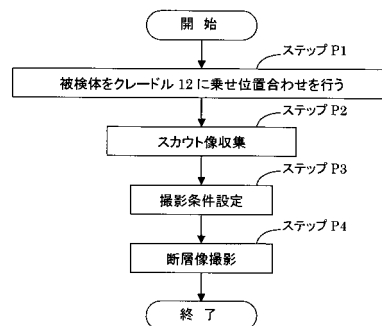 開 始
ステップ P1
被検体をクレードル 12 に乗せ位置合わせを行う
ステップ P2
スカウト像収集
ステップ P3
撮影条件設定
ステップ P4
断層像撮影
終 了